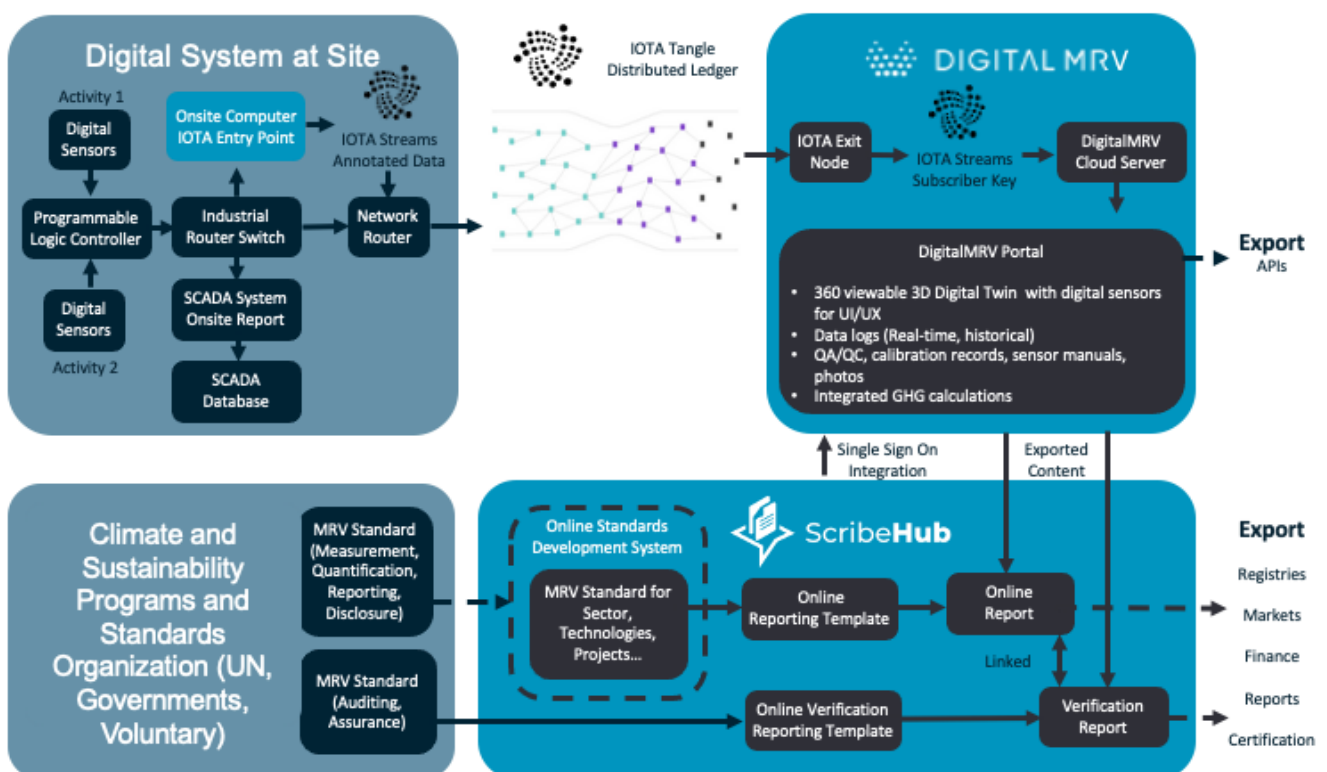 Digital System at Site
Activity 1
Digital
Sensors
Onsite Computer
IOTA Entry Point
IOTA Streams
Annotated Data
Programmable
Logic Controller
Industrial
Router Switch
Network
Router
Digital
Sensors
Activity 2
SCADA System
Onsite Report
SCADA
Database
IOTA Tangle
Distributed Ledger
DIGITAL MRV
IOTA Exit
Node
IOTA Streams
Subscriber Key
DigitalMRV
Cloud Server
DigitalMRV Portal
• 360 viewable 3D Digital Twin with digital sensors
for UI/UX
• Data logs (Real-time, historical)
• QA/QC, calibration records, sensor manuals,
photos
• Integrated GHG calculations
Export
APIs
Single Sign On
Integration
Exported
Content
Climate and
Sustainability
Programs and
Standards
Organization (UN,
Governments,
Voluntary)
MRV Standard
(Measurement,
Quantification,
Reporting,
Disclosure)
MRV Standard
(Auditing,
Assurance)
Online Standards
Development System
MRV Standard for
Sector,
Technologies,
Projects...
ScribeHub
Online
Reporting Template
Online
Report
Linked
Online Verification
Reporting Template
Verification
Report
Export
Registries
Markets
Finance
Reports
Certification